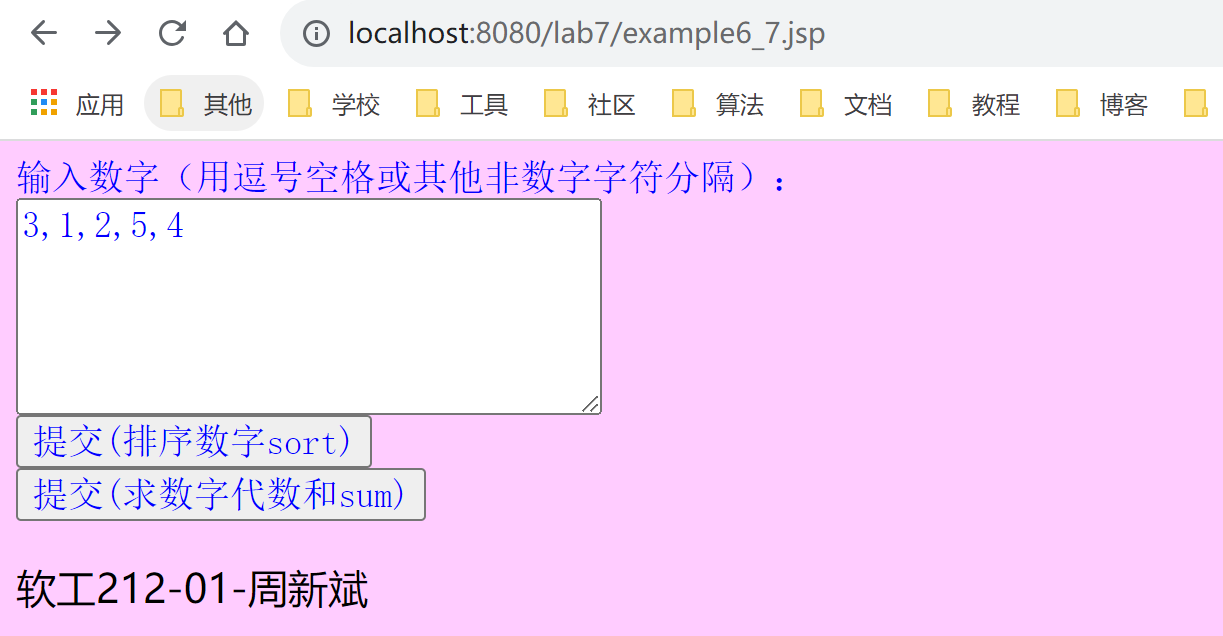 localhost:8080/lab7/example6_7.jsp
应用 其他 学校 工具 社区 算法 文档 教程 博客
输入数字（用逗号空格或其他非数字字符分隔）：
3,1,2,5,4
提交(排序数字sort)
提交(求数字代数和sum)
软工212-01-周新斌